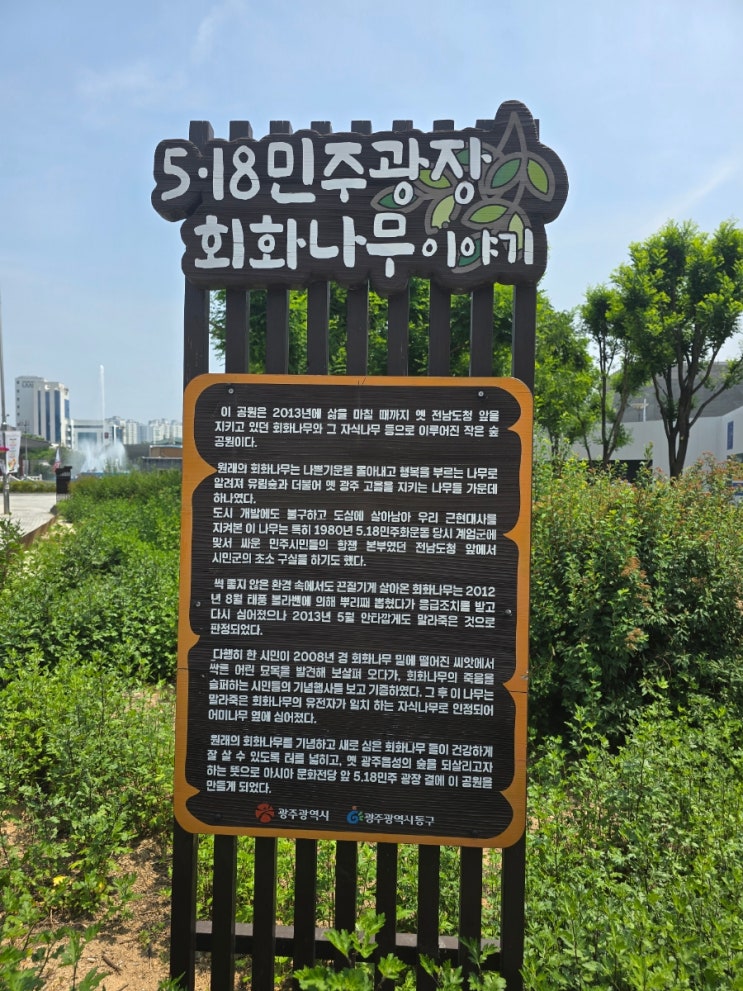 5·18민주광장
회화나무이야기
이 공원은 2013년에 삶을 마칠 때까지 옛 전남도청 앞을
지키고 있던 회화나무와 그 자식나무 등으로 이루어진 작은 숲
공원이다.
원래의 회화나무는 나쁜기운을 몰아내고 행복을 부르는 나무로
알려져 유림숲과 더불어 옛 광주 고을을 지키는 나무들 가운데
하나였다.
도시 개발에도 불구하고 도심에 살아남아 우리 근현대사를
지켜본 이 나무는 특히 1980년 5.18민주화운동 당시 계엄군에
맞서 싸운 민주시민들의 항쟁 본부였던 전남도청 앞에서
시민군의 초소 구실을 하기도 했다.
썩 좋지 않은 환경 속에서도 끈질기게 살아온 회화나무는 2012
년 8월 태풍 볼라벤에 의해 뿌리째 뽑혔다가 응급조치를 받고
다시 심어졌으나 2013년 5월 안타깝게도 말라죽은 것으로
판정되었다.
다행히 한 시민이 2008년 경 회화나무 밑에 떨어진 씨앗에서
싹튼 어린 묘목을 발견해 보살펴 오다가, 회화나무의 죽음을
슬퍼하는 시민들의 기념행사를 보고 기증하였다. 그 후 이 나무는
말라죽은 회화나무의 유전자가 일치 하는 자식나무로 인정되어
어미나무 옆에 심어졌다.
원래의 회화나무를 기념하고 새로 심은 회화나무 들이 건강하게
잘 살 수 있도록 터를 넓히고, 옛 광주읍성의 숲을 되살리고자
하는 뜻으로 아시아 문화전당 앞 5.18민주 광장 곁에 이 공원을
만들게 되었다.
광주광역시 광주광역시동구